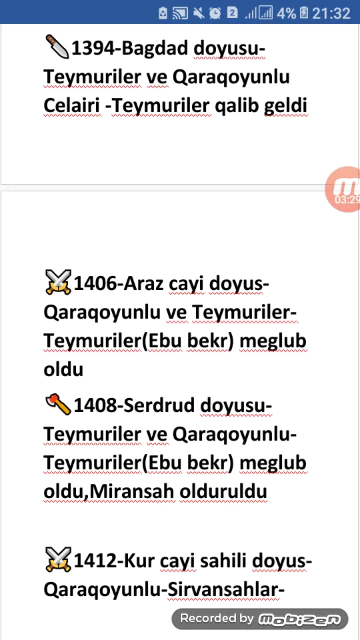 4% 21:32
🔪1394-Bagdad doyusu-
Teymuriler ve Qaraqoyunlu
Celairi -Teymuriler qalib geldi
03:29
⚔1406-Araz cayi doyus-
Qaraqoyunlu ve Teymuriler-
Teymuriler(Ebu bekr) meglub
oldu
🪓1408-Serdrud doyusu-
Teymuriler ve Qaraqoyunlu-
Teymuriler(Ebu bekr) meglub
oldu,Miransah olduruldu
⚔1412-Kur cayi sahili doyus-
Qaraqoyunlu-Sirvansahlar-
Recorded by mobizen